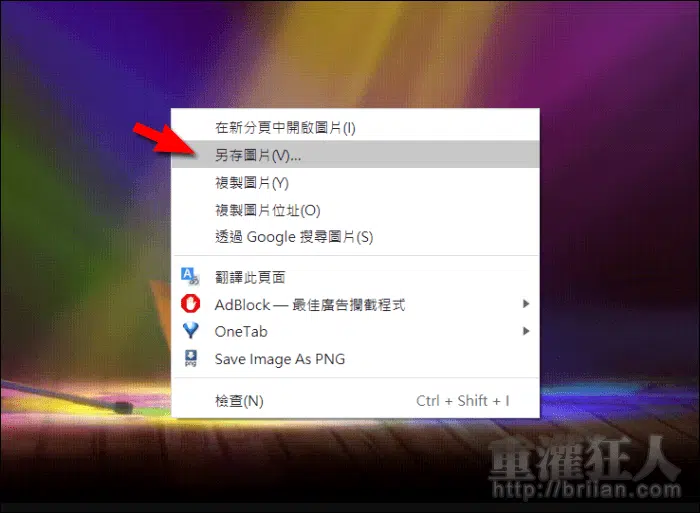 在新分頁中開啟圖片(I)
另存圖片(V)...
複製圖片(Y)
複製圖片位址(O)
透過 Google 搜尋圖片(S)
翻譯此頁面
AdBlock — 最佳廣告攔截程式
OneTab
png
Save Image As PNG
檢查(N) Ctrl + Shift + I
重灌狂人
http://briian.com